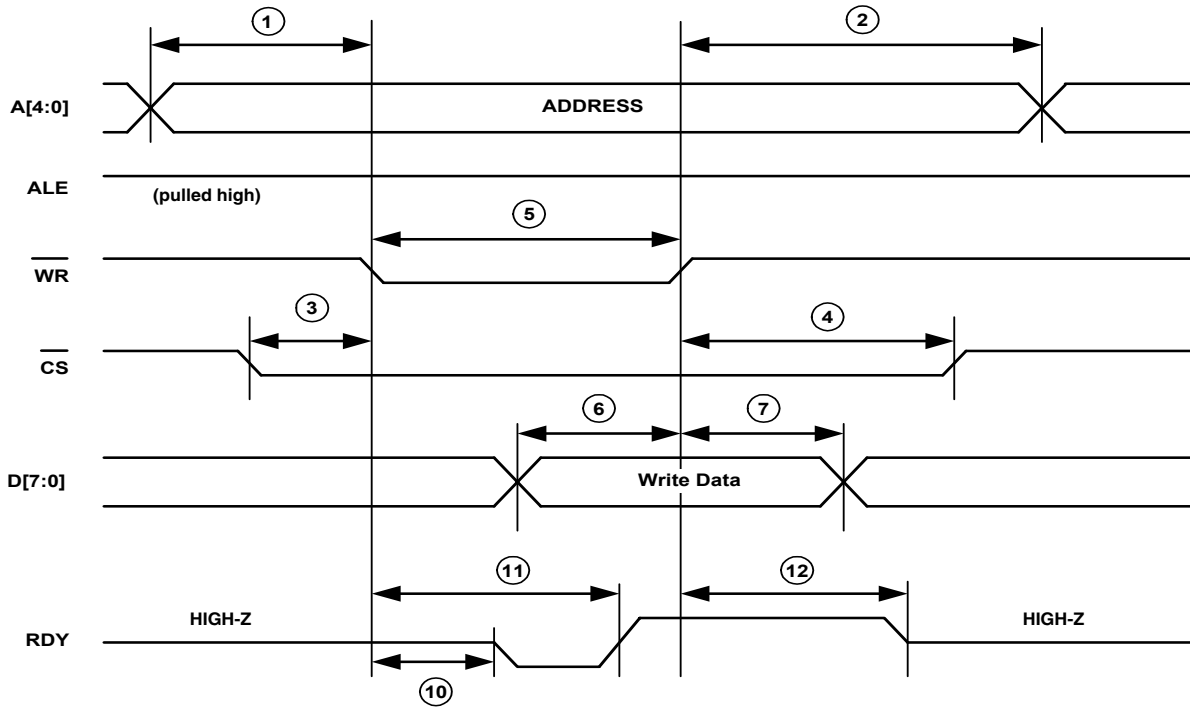 1
2
A[4:0]
ADDRESS
ALE
(pulled high)
5
WR
3
4
CS
6
7
D[7:0]
Write Data
11
12
HIGH-Z
HIGH-Z
RDY
10